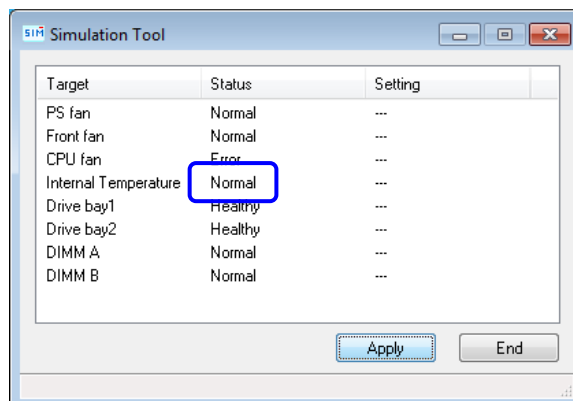 SIM Simulation Tool
Target Status Setting
PS fan Normal ---
Front fan Normal ---
CPU fan Error ---
Internal Temperature Normal ---
Drive bay1 Healthy ---
Drive bay2 Healthy ---
DIMM A Normal ---
DIMM B Normal ---
Apply End